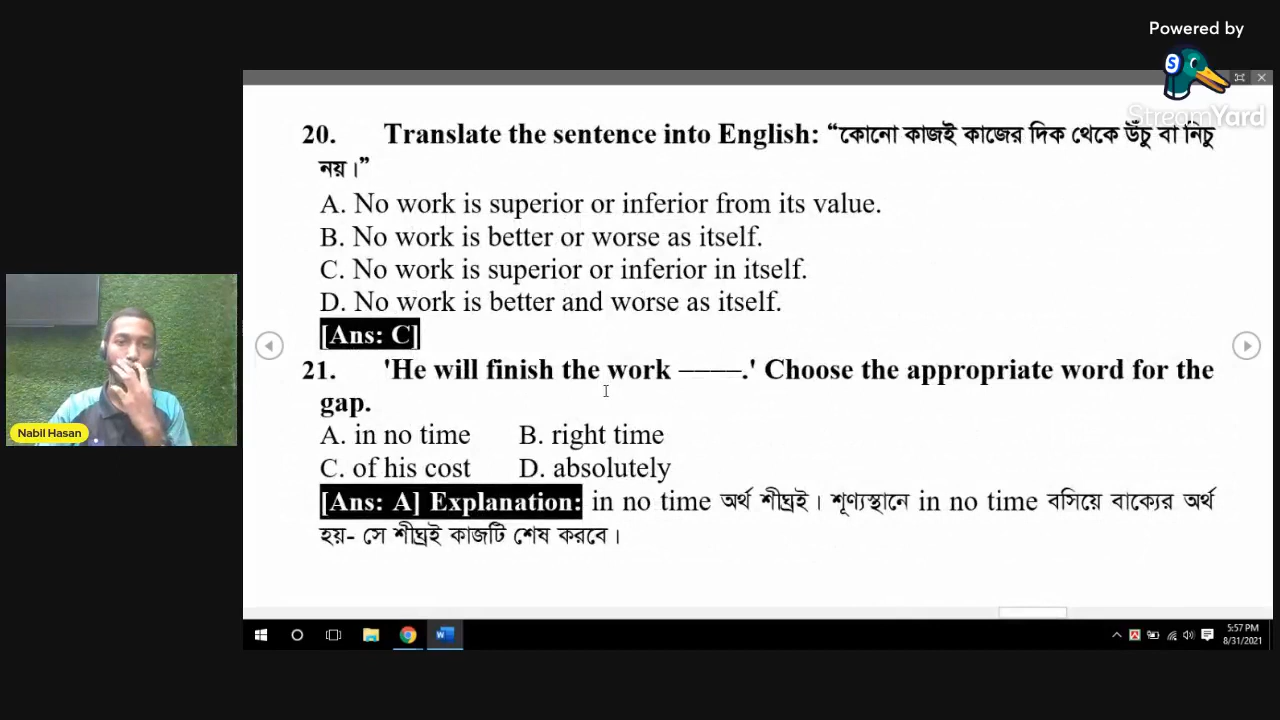 Powered by
StreamYard
20. Translate the sentence into English: “কোনো কাজই কাজের দিক থেকে উঁচু বা নিচু
নয়।”
A. No work is superior or inferior from its value.
B. No work is better or worse as itself.
C. No work is superior or inferior in itself.
D. No work is better and worse as itself.
[Ans: C]
21. 'He will finish the work ––––.' Choose the appropriate word for the
gap.
A. in no time B. right time
C. of his cost D. absolutely
[Ans: A] Explanation: in no time অর্থ শীঘ্রই। শূণ্যস্থানে in no time বসিয়ে বাক্যের অর্থ
হয়- সে শীঘ্রই কাজটি শেষ করবে।
Nabil Hasan
5:57 PM
8/31/2021